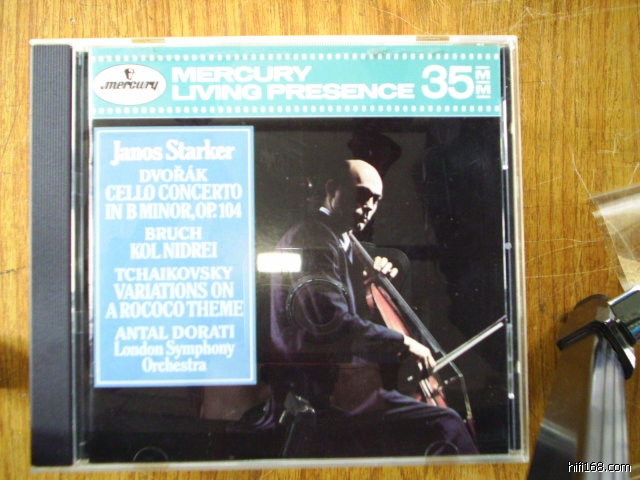 mercury
MERCURY
LIVING PRESENCE
35
MM
Janos Starker
DVOŘÁK
CELLO CONCERTO
IN B MINOR, OP. 104
BRUCH
KOL NIDREI
TCHAIKOVSKY
VARIATIONS ON
A ROCOCO THEME
ANTAL DORATI
London Symphony
Orchestra
hifi168.com